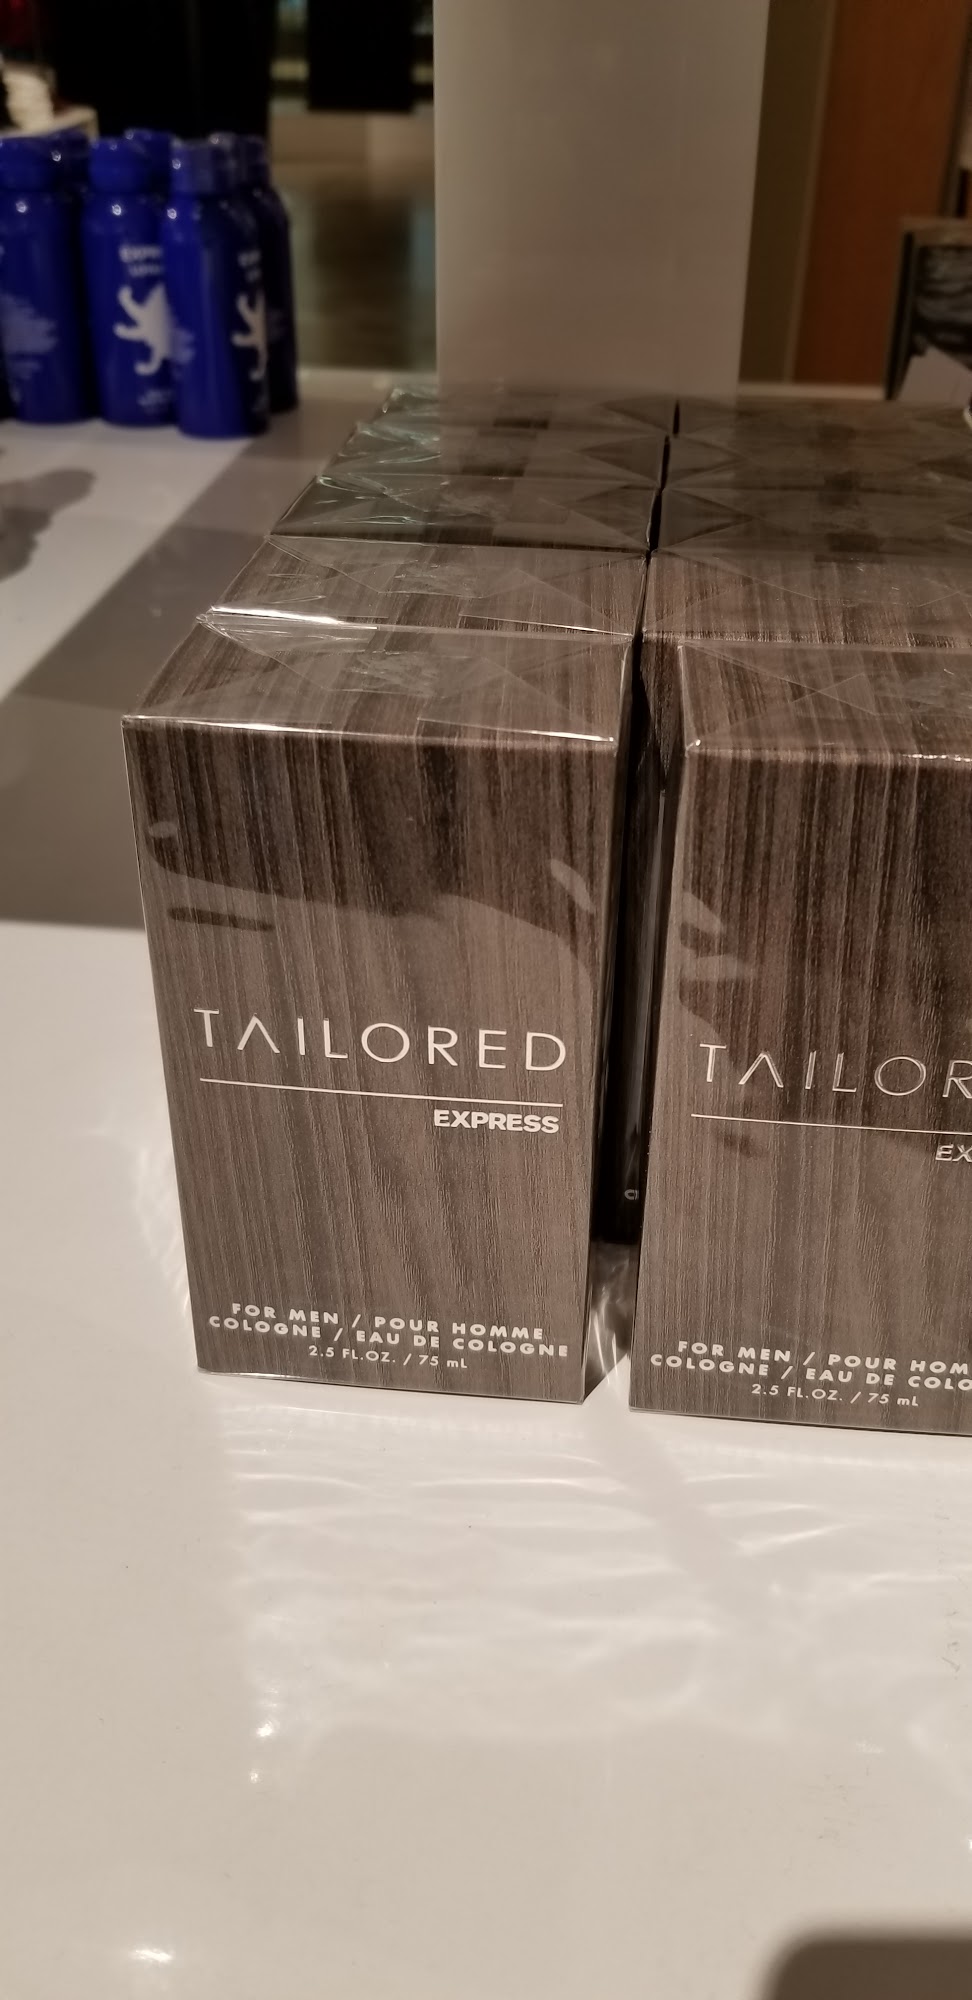 TAILORED
EXPRESS
FOR MEN / POUR HOMME
COLOGNE / EAU DE COLOGNE
2.5 FL.OZ. / 75 mL
TAILOR
EX
FOR MEN / POUR HOM
COLOGNE / EAU DE COLO
2.5 FL.OZ. / 75 mL